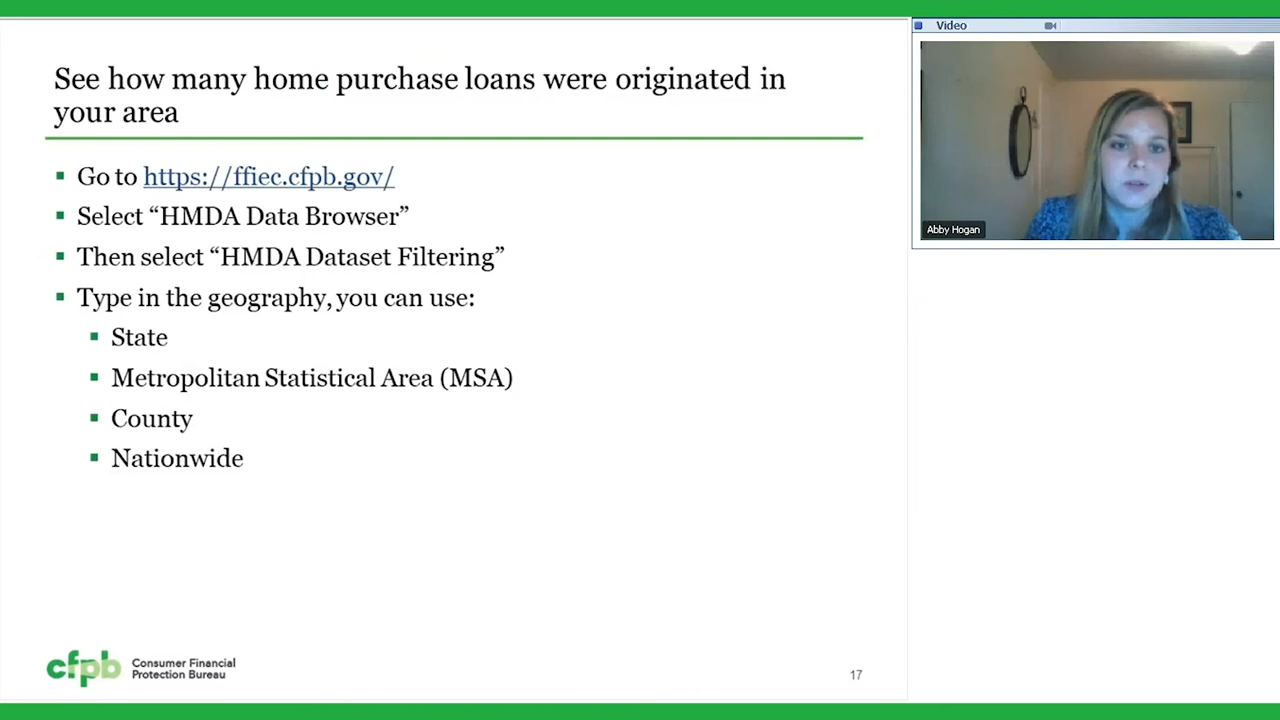 See how many home purchase loans were originated in
your area
Go to https://ffiec.cfpb.gov/
Select “HMDA Data Browser”
Then select “HMDA Dataset Filtering”
Type in the geography, you can use:
State
Metropolitan Statistical Area (MSA)
County
Nationwide
cfpb
Consumer Financial
Protection Bureau
17
Video
Abby Hogan